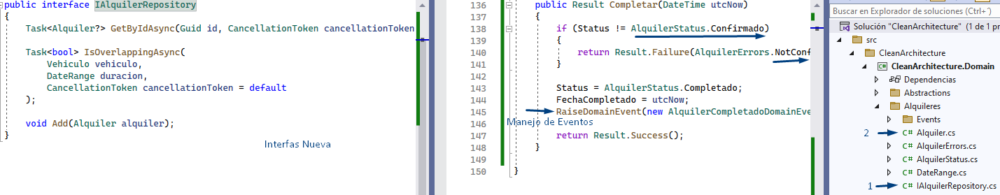 public interface IAlquilerRepository
{
Task<Alquiler?> GetByIdAsync(Guid id, CancellationToken cancellationToken
Task<bool> IsOverlappingAsync(
Vehiculo vehiculo,
DateRange duracion,
CancellationToken cancellationToken = default
);
void Add(Alquiler alquiler);
}
Interfas Nueva
136 public Result Completar(DateTime utcNow)
137 {
138 if (Status != AlquilerStatus.Confirmado)
139 {
140 return Result.Failure(AlquilerErrors.NotConf
141 }
142
143 Status = AlquilerStatus.Completado;
144 FechaCompletado = utcNow;
145 RaiseDomainEvent(new AlquilerCompletadoDomainEve
146 Manejo de Eventos
147 return Result.Success();
148 }
149
150 }
Buscar en Explorador de soluciones (Ctrl+´)
Solución "CleanArchitecture" (1 de 1 pr
src
CleanArchitecture
C# CleanArchitecture.Domain
Dependencias
Abstractions
Alquileres
Events
2 C# Alquiler.cs
C# AlquilerErrors.cs
C# AlquilerStatus.cs
C# DateRange.cs
1 C# IAlquilerRepository.cs